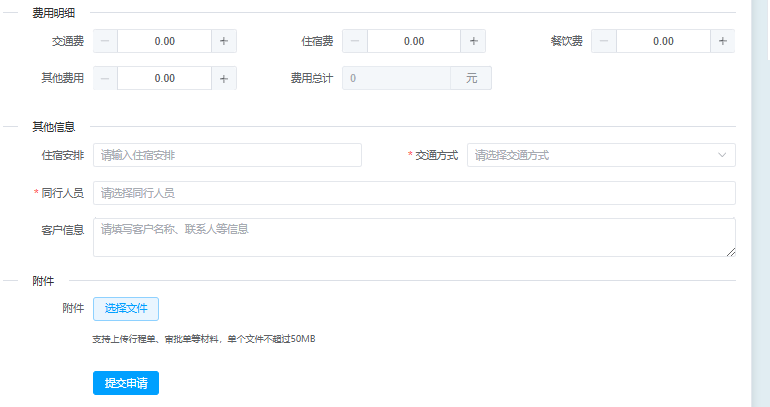 费用明细
交通费 0.00 住宿费 0.00 餐饮费 0.00
其他费用 0.00 费用总计 0 元
其他信息
住宿安排 请输入住宿安排 * 交通方式 请选择交通方式
* 同行人员 请选择同行人员
客户信息 请填写客户名称、联系人等信息
附件
附件 选择文件
支持上传行程单、审批单等材料，单个文件不超过50MB
提交申请